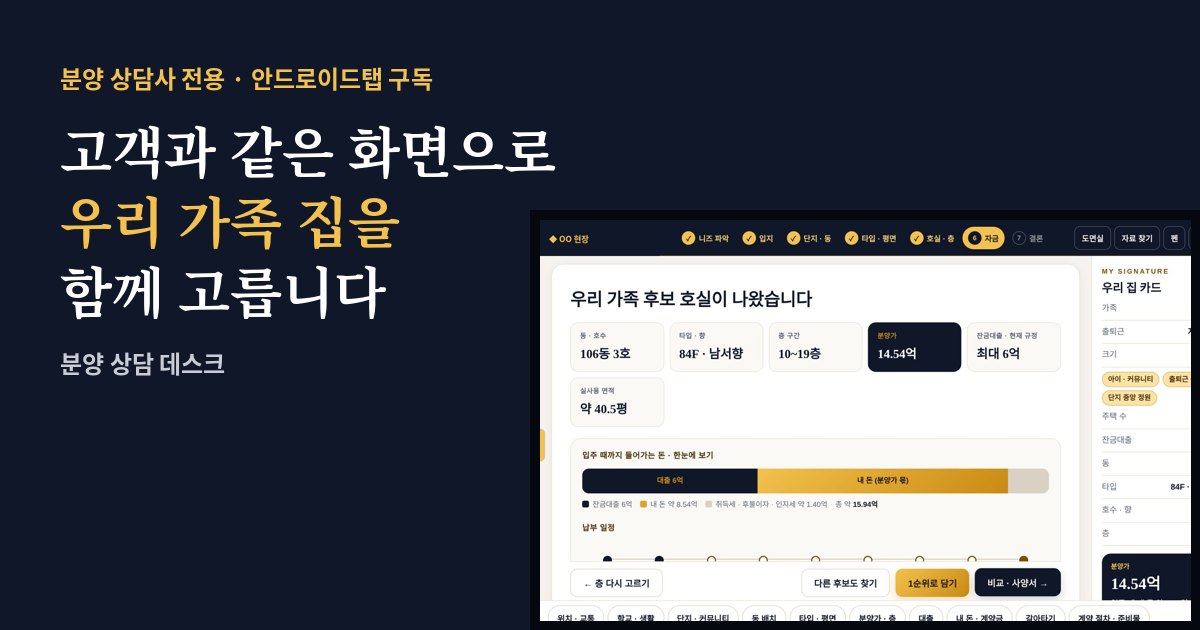 분양 상담사 전용 · 안드로이드탭 구독
고객과 같은 화면으로
우리 가족 집을
함께 고릅니다
분양 상담 데스크
◆ OO 현장
✓ 니즈 파악 ✓ 입지 ✓ 단지 · 동 ✓ 타입 · 평면 ✓ 호실 · 층 6 자금 7 결론
도면실 자료 찾기 펜
우리 가족 후보 호실이 나왔습니다
동 · 호수
106동 3호
타입 · 향
84F · 남서향
층 구간
10~19층
분양가
14.54억
잔금대출 · 현재 규정
최대 6억
실사용 면적
약 40.5평
입주 때까지 들어가는 돈 · 한눈에 보기
대출 6억 내 돈 (분양가 몫)
잔금대출 6억 내 돈 약 8.54억 취득세 · 후불이자 · 인지세 약 1.40억 총 약 15.94억
납부 일정
← 층 다시 고르기 다른 후보도 찾기 1순위로 담기 비교 · 사양서 →
MY SIGNATURE
우리 집 카드
가족
출퇴근
크기
아이 · 커뮤니티 출퇴근
단지 중앙 정원
주택 수
잔금대출
동
타입 84F ·
호수 · 향
층
분양가
14.54억
위치 · 교통 학교 · 생활 단지 · 커뮤니티 동 배치 타입 · 평면 분양가 · 층 대출 내 돈 · 계약금 갈아타기 계약 절차 · 준비물